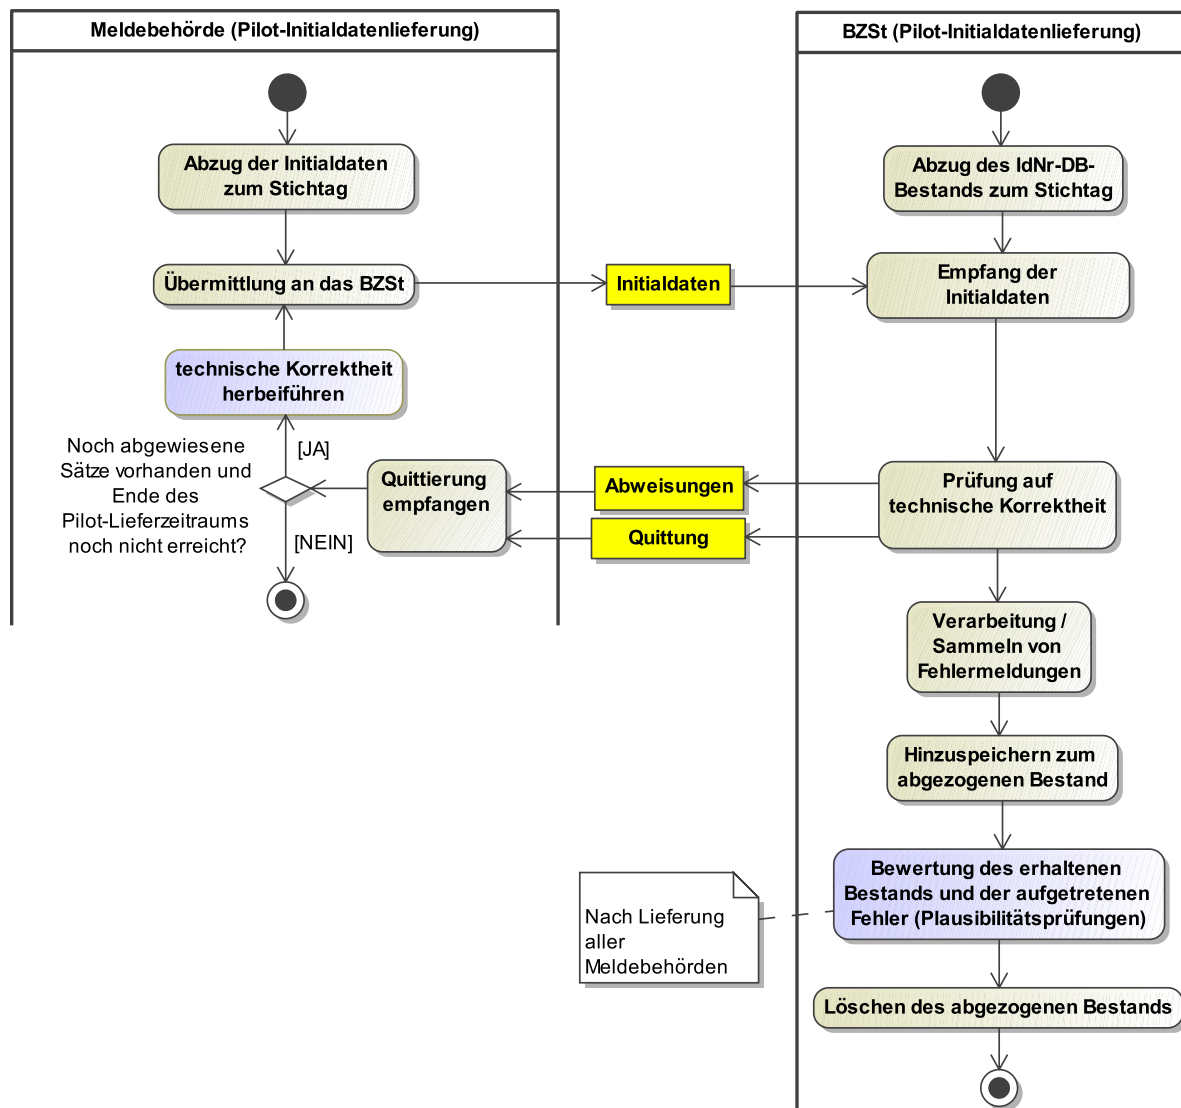 Meldebehörde (Pilot-Initialdatenlieferung)
Abzug der Initialdaten
zum Stichtag
Übermittlung an das BZSt
technische Korrektheit
herbeiführen
Noch abgewiesene
Sätze vorhanden und
Ende des
Pilot-Lieferzeitraums
noch nicht erreicht?
[JA]
[NEIN]
Quittierung
empfangen
Initialdaten
Abweisungen
Quittung
BZSt (Pilot-Initialdatenlieferung)
Abzug des IdNr-DB-
Bestands zum Stichtag
Empfang der
Initialdaten
Prüfung auf
technische Korrektheit
Verarbeitung /
Sammeln von
Fehlermeldungen
Hinzuspeichern zum
abgezogenen Bestand
Bewertung des erhaltenen
Bestands und der aufgetretenen
Fehler (Plausibilitätsprüfungen)
Nach Lieferung
aller
Meldebehörden
Löschen des abgezogenen Bestands